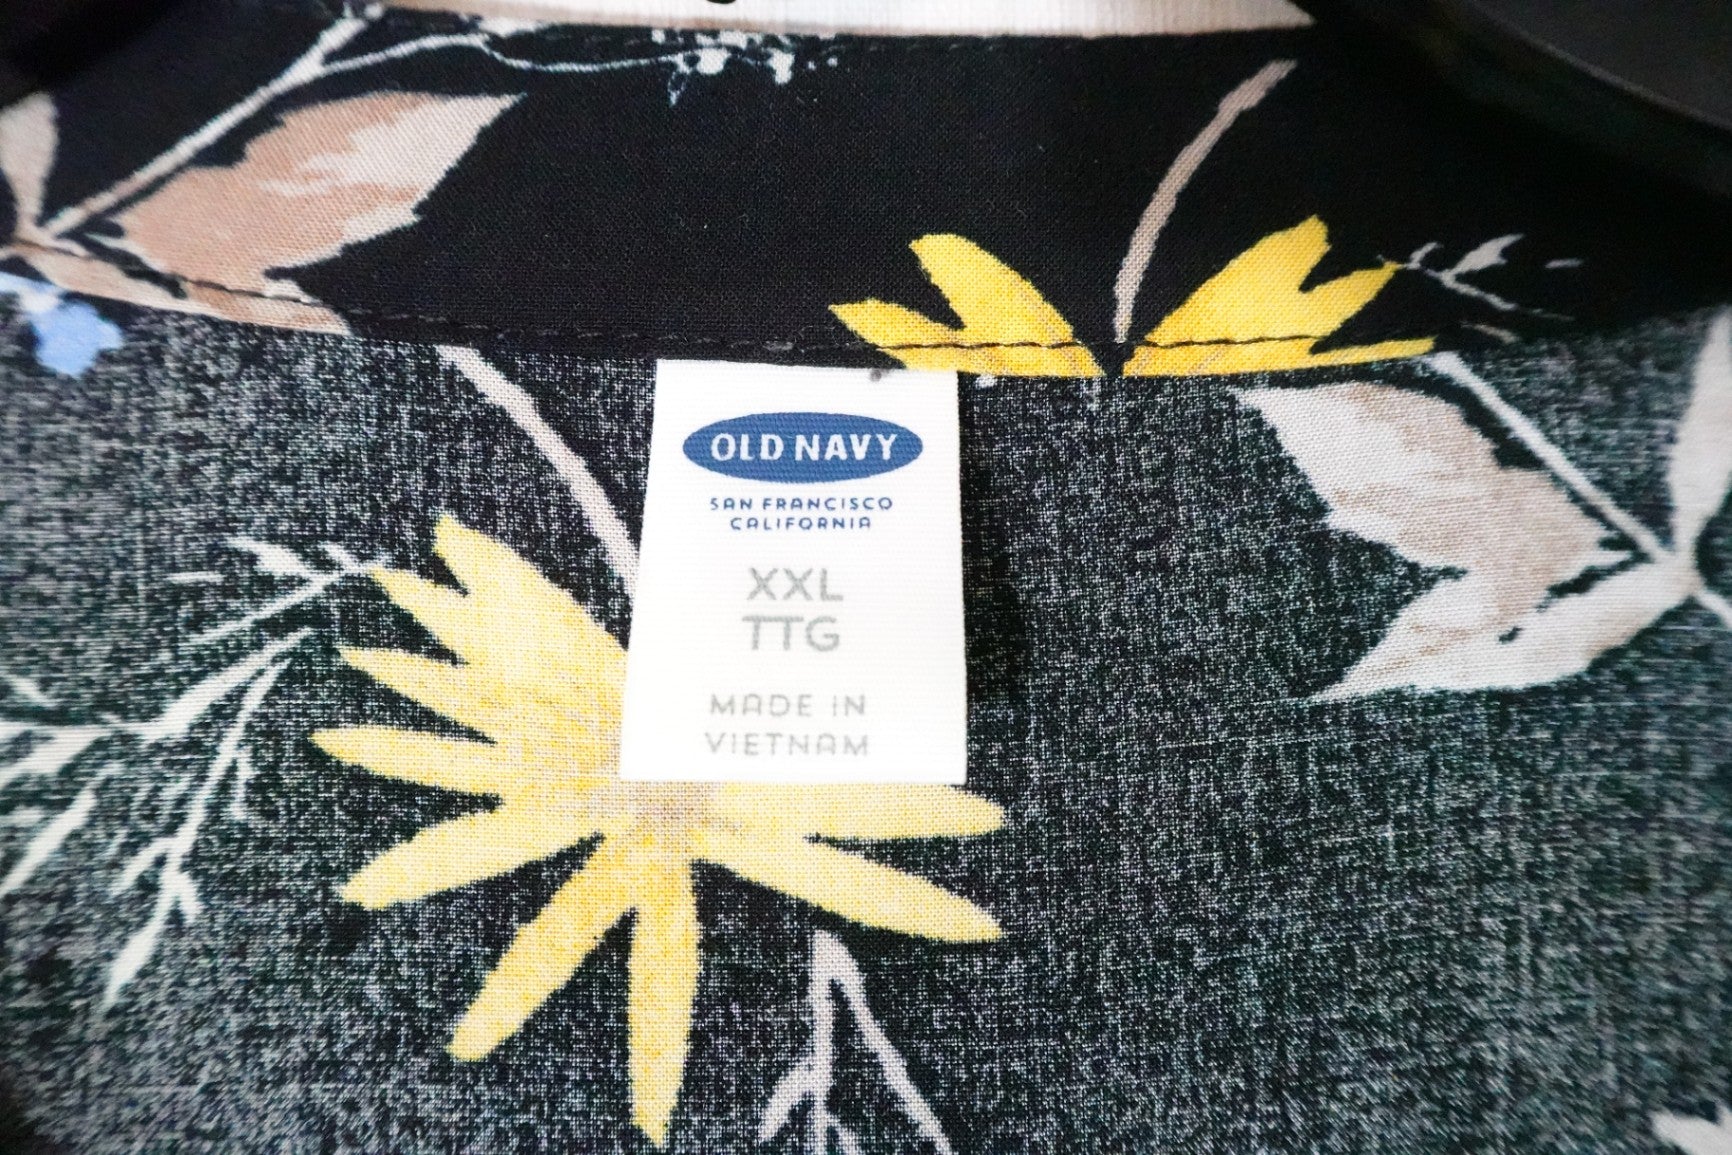 OLD NAVY
SAN FRANCISCO
CALIFORNIA
XXL
TTG
MADE IN
VIETNAM